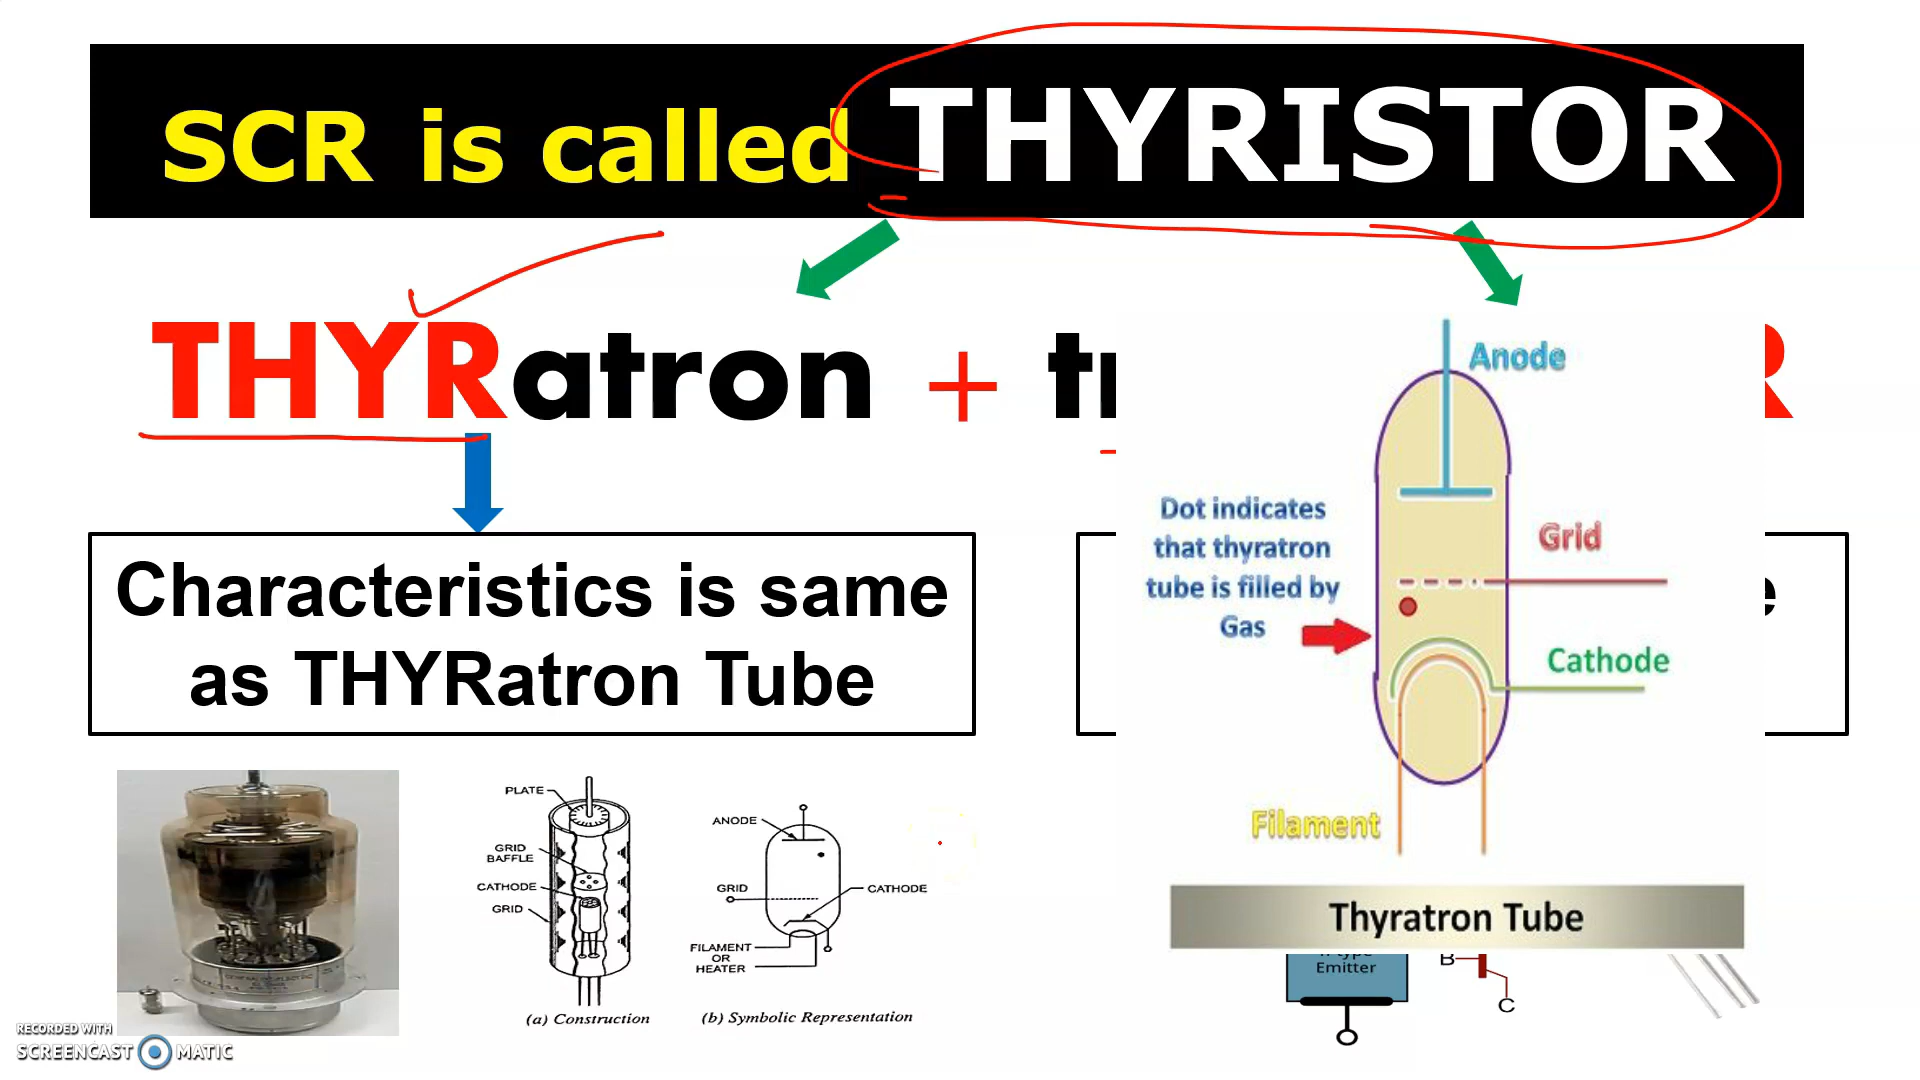 SCR is called THYRISTOR
THYRatron + tr
R
Characteristics is same
as THYRatron Tube
e
Anode
Dot indicates
that thyratron
tube is filled by
Gas
Grid
Cathode
Filament
Thyratron Tube
PLATE
GRID
BAFFLE
CATHODE
GRID
(a) Construction
ANODE
GRID
CATHODE
FILAMENT
OR
HEATER
(b) Symbolic Representation
Emitter
B
C
RECORDED WITH
SCREENCAST MATIC